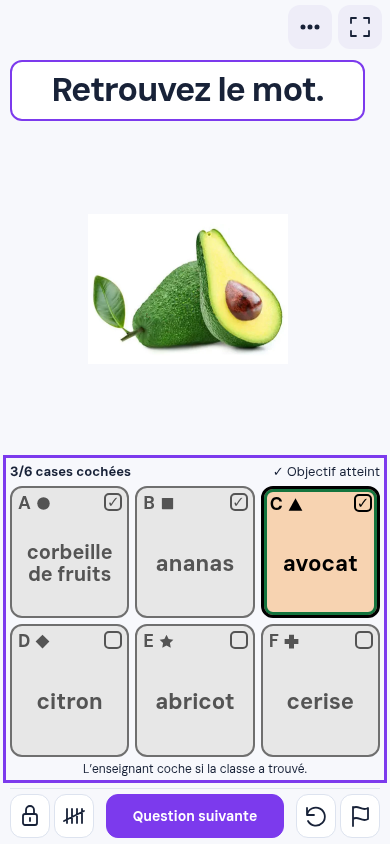 Retrouvez le mot.
3/6 cases cochées
✓ Objectif atteint
A
corbeille
de fruits
B
ananas
C
avocat
D
citron
E
abricot
F
cerise
L'enseignant coche si la classe a trouvé.
Question suivante